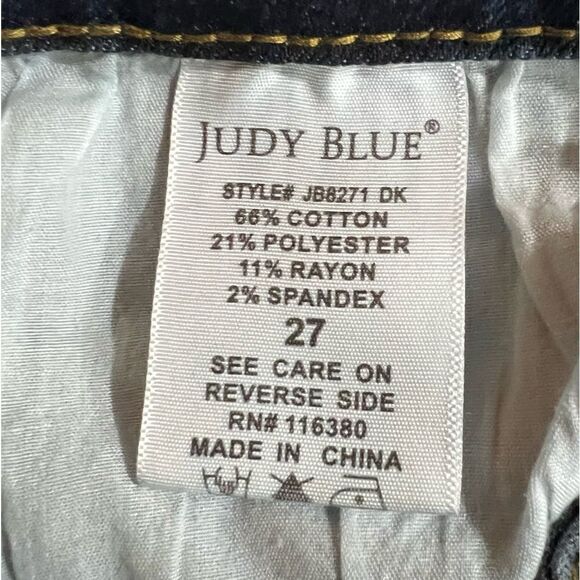 JUDY BLUE®
STYLE# JB8271 DK
66% COTTON
21% POLYESTER
11% RAYON
2% SPANDEX
27
SEE CARE ON
REVERSE SIDE
RN# 116380
MADE IN CHINA